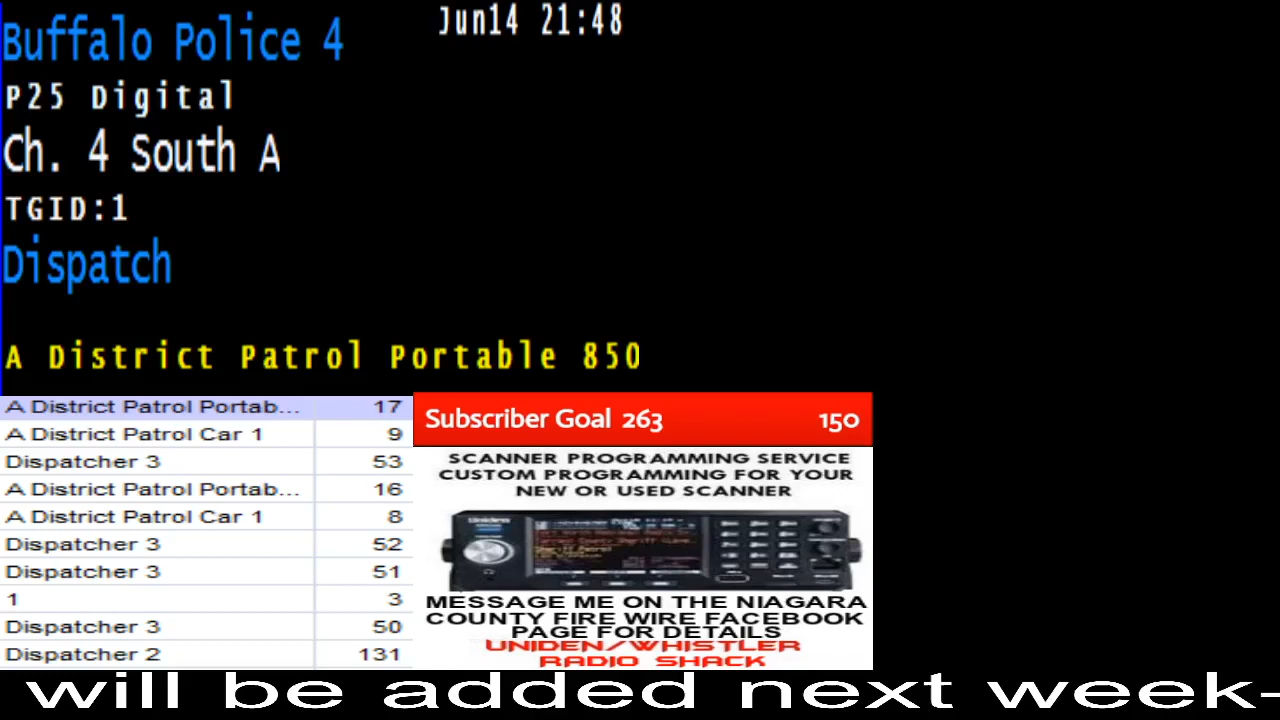 Buffalo Police 4
Jun14 21:48
P25 Digital
Ch. 4 South A
TGID:1
Dispatch
A District Patrol Portable 850
A District Patrol Portab... 17
A District Patrol Car 1 9
Dispatcher 3 53
A District Patrol Portab... 16
A District Patrol Car 1 8
Dispatcher 3 52
Dispatcher 3 51
1 3
Dispatcher 3 50
Dispatcher 2 131
Subscriber Goal 263 150
SCANNER PROGRAMMING SERVICE
CUSTOM PROGRAMMING FOR YOUR
NEW OR USED SCANNER
Uniden
MESSAGE ME ON THE NIAGARA
COUNTY FIRE WIRE FACEBOOK
PAGE FOR DETAILS
UNIDEN/WHISTLER
RADIO SHACK
will be added next week-